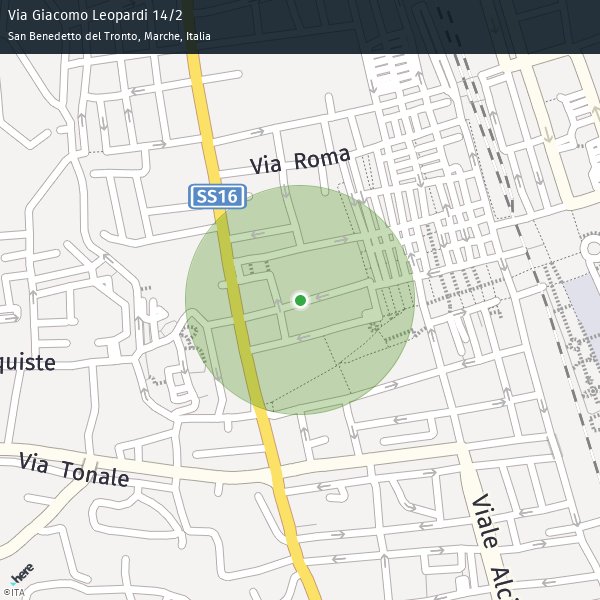 Via Giacomo Leopardi 14/2
San Benedetto del Tronto, Marche, Italia
Via Roma
SS16
quiste
Via Tonale
Viale Alci
here
©ITA